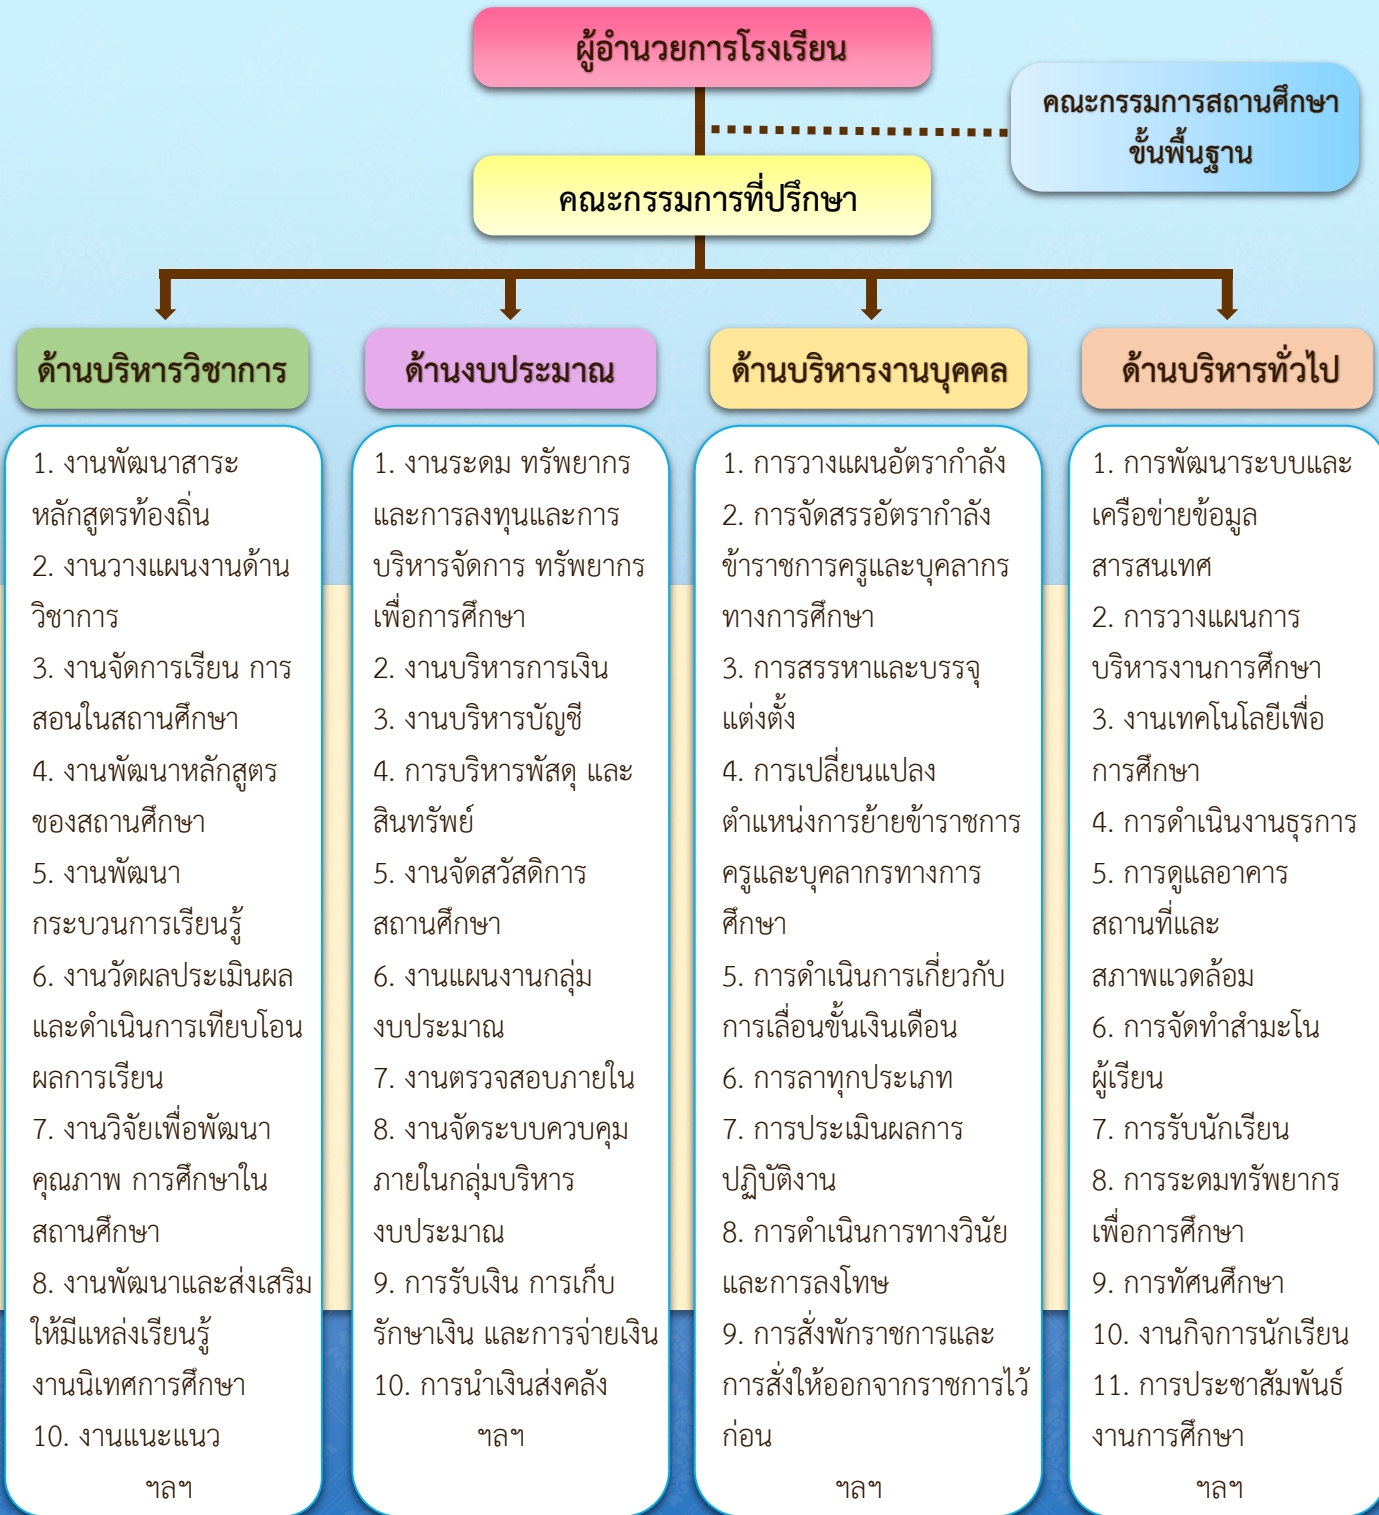 ผู้อำนวยการโรงเรียน
คณะกรรมการสถานศึกษา
ขั้นพื้นฐาน
คณะกรรมการที่ปรึกษา
ด้านบริหารวิชาการ
1. งานพัฒนาสาระ
หลักสูตรท้องถิ่น
2. งานวางแผนงานด้าน
วิชาการ
3. งานจัดการเรียน การ
สอนในสถานศึกษา
4. งานพัฒนาหลักสูตร
ของสถานศึกษา
5. งานพัฒนา
กระบวนการเรียนรู้
6. งานวัดผลประเมินผล
และดำเนินการเทียบโอน
ผลการเรียน
7. งานวิจัยเพื่อพัฒนา
คุณภาพ การศึกษาใน
สถานศึกษา
8. งานพัฒนาและส่งเสริม
ให้มีแหล่งเรียนรู้
งานนิเทศการศึกษา
10. งานแนะแนว
ฯลฯ
ด้านงบประมาณ
1. งานระดม ทรัพยากร
และการลงทุนและการ
บริหารจัดการ ทรัพยากร
เพื่อการศึกษา
2. งานบริหารการเงิน
3. งานบริหารบัญชี
4. การบริหารพัสดุ และ
สินทรัพย์
5. งานจัดสวัสดิการ
สถานศึกษา
6. งานแผนงานกลุ่ม
งบประมาณ
7. งานตรวจสอบภายใน
8. งานจัดระบบควบคุม
ภายในกลุ่มบริหาร
งบประมาณ
9. การรับเงิน การเก็บ
รักษาเงิน และการจ่ายเงิน
10. การนำเงินส่งคลัง
ฯลฯ
ด้านบริหารงานบุคคล
1. การวางแผนอัตรากำลัง
2. การจัดสรรอัตรากำลัง
ข้าราชการครูและบุคลากร
ทางการศึกษา
3. การสรรหาและบรรจุ
แต่งตั้ง
4. การเปลี่ยนแปลง
ตำแหน่งการย้ายข้าราชการ
ครูและบุคลากรทางการ
ศึกษา
5. การดำเนินการเกี่ยวกับ
การเลื่อนขั้นเงินเดือน
6. การลาทุกประเภท
7. การประเมินผลการ
ปฏิบัติงาน
8. การดำเนินการทางวินัย
และการลงโทษ
9. การสั่งพักราชการและ
การสั่งให้ออกจากราชการไว้
ก่อน
ฯลฯ
ด้านบริหารทั่วไป
1. การพัฒนาระบบและ
เครือข่ายข้อมูล
สารสนเทศ
2. การวางแผนการ
บริหารงานการศึกษา
3. งานเทคโนโลยีเพื่อ
การศึกษา
4. การดำเนินงานธุรการ
5. การดูแลอาคาร
สถานที่และ
สภาพแวดล้อม
6. การจัดทำสำมะโน
ผู้เรียน
7. การรับนักเรียน
8. การระดมทรัพยากร
เพื่อการศึกษา
9. การทัศนศึกษา
10. งานกิจการนักเรียน
11. การประชาสัมพันธ์
งานการศึกษา
ฯลฯ